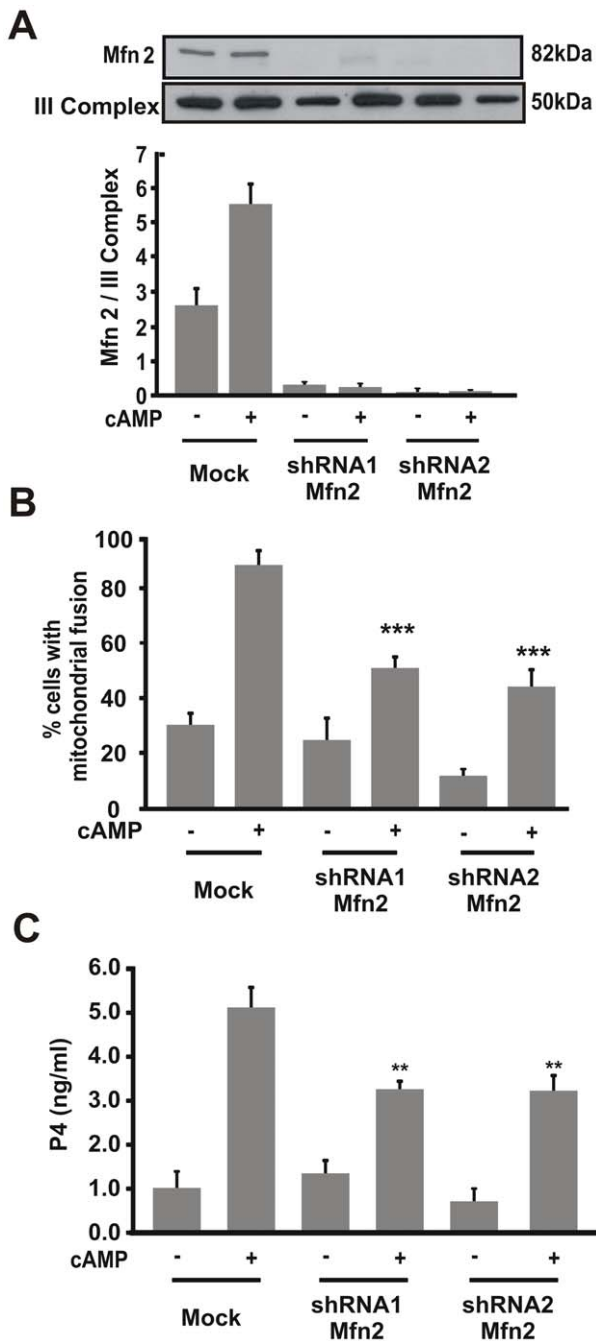 A
Mfn 2
82kDa
III Complex
50kDa
7
6
5
4
3
2
1
0
Mfn 2 / III Complex
cAMP - + - + - +
Mock shRNA1 shRNA2
Mfn2 Mfn2
B
100
80
60
40
20
0
% cells with
mitochondrial fusion
*** ***
cAMP - + - + - +
Mock shRNA1 shRNA2
Mfn2 Mfn2
C
6.0
5.0
4.0
3.0
2.0
1.0
0.0
P4 (ng/ml)
** **
cAMP - + - + - +
Mock shRNA1 shRNA2
Mfn2 Mfn2